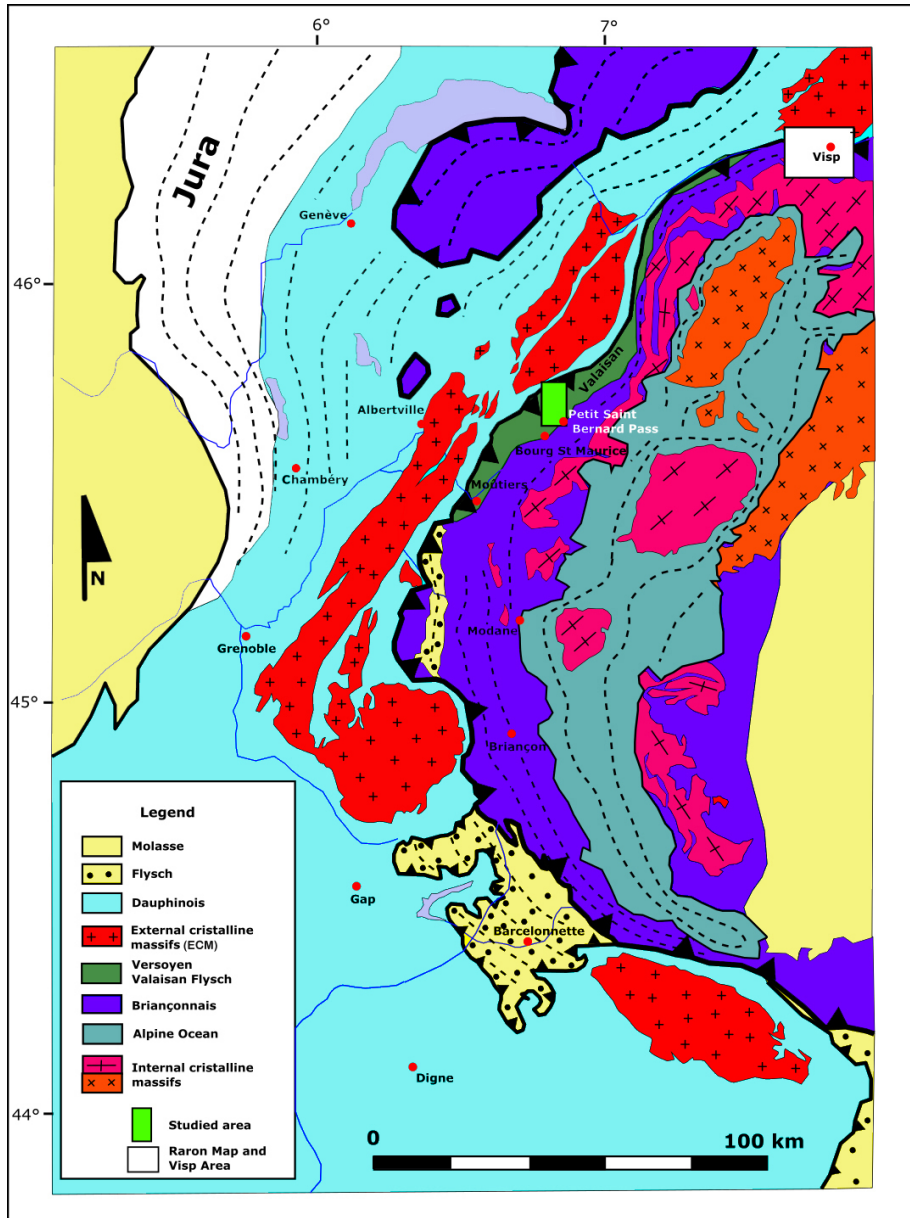 6°
7°
Jura
Visp
Genève
46°
Valaisan
Albertville
Petit Saint
Bernard Pass
Bourg St Maurice
Chambéry
Moûtiers
N
Modane
Grenoble
45°
Briançon
Legend
Molasse
Flysch
Dauphinois
External cristalline
massifs (ECM)
Versoyen
Valaisan Flysch
Briançonnais
Alpine Ocean
Internal cristalline
massifs
Studied area
Raron Map and
Visp Area
Gap
Barcelonnette
Digne
44°
0
100 km